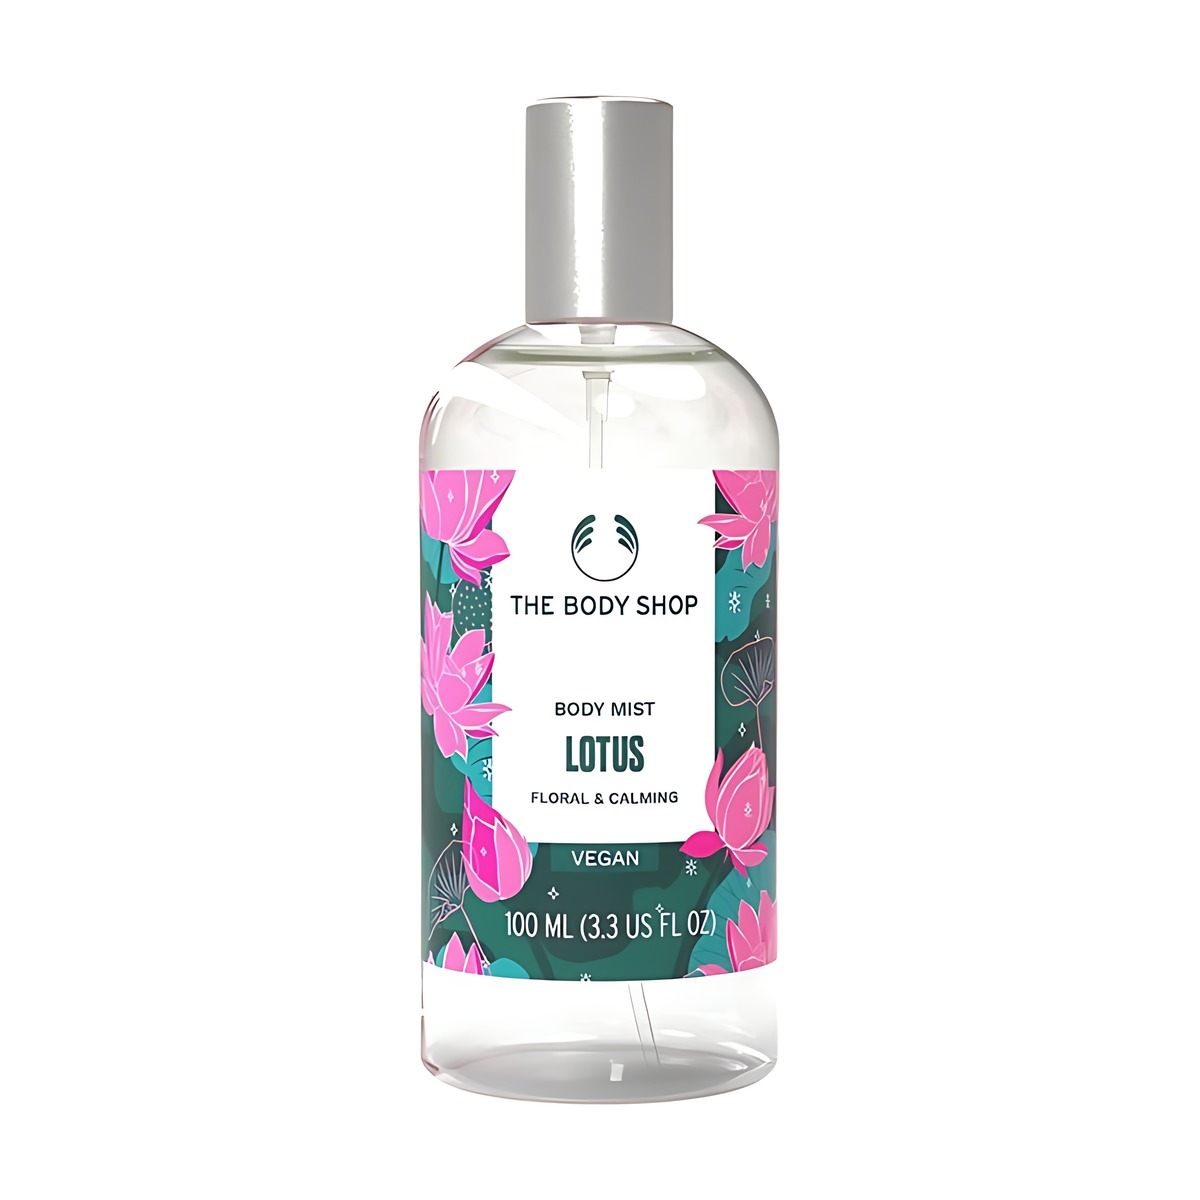 THE BODY SHOP
BODY MIST
LOTUS
FLORAL & CALMING
VEGAN
100 ML (3.3 US FL OZ)